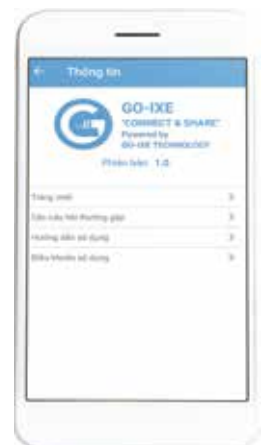 Thông tin
GO-IXE
"CONNECT & SHARE"
Powered by
GO-IXE TECHNOLOGY
Phiên bản 1.0
Trang web
Các câu hỏi thường gặp
Hướng dẫn sử dụng
Điều khoản sử dụng